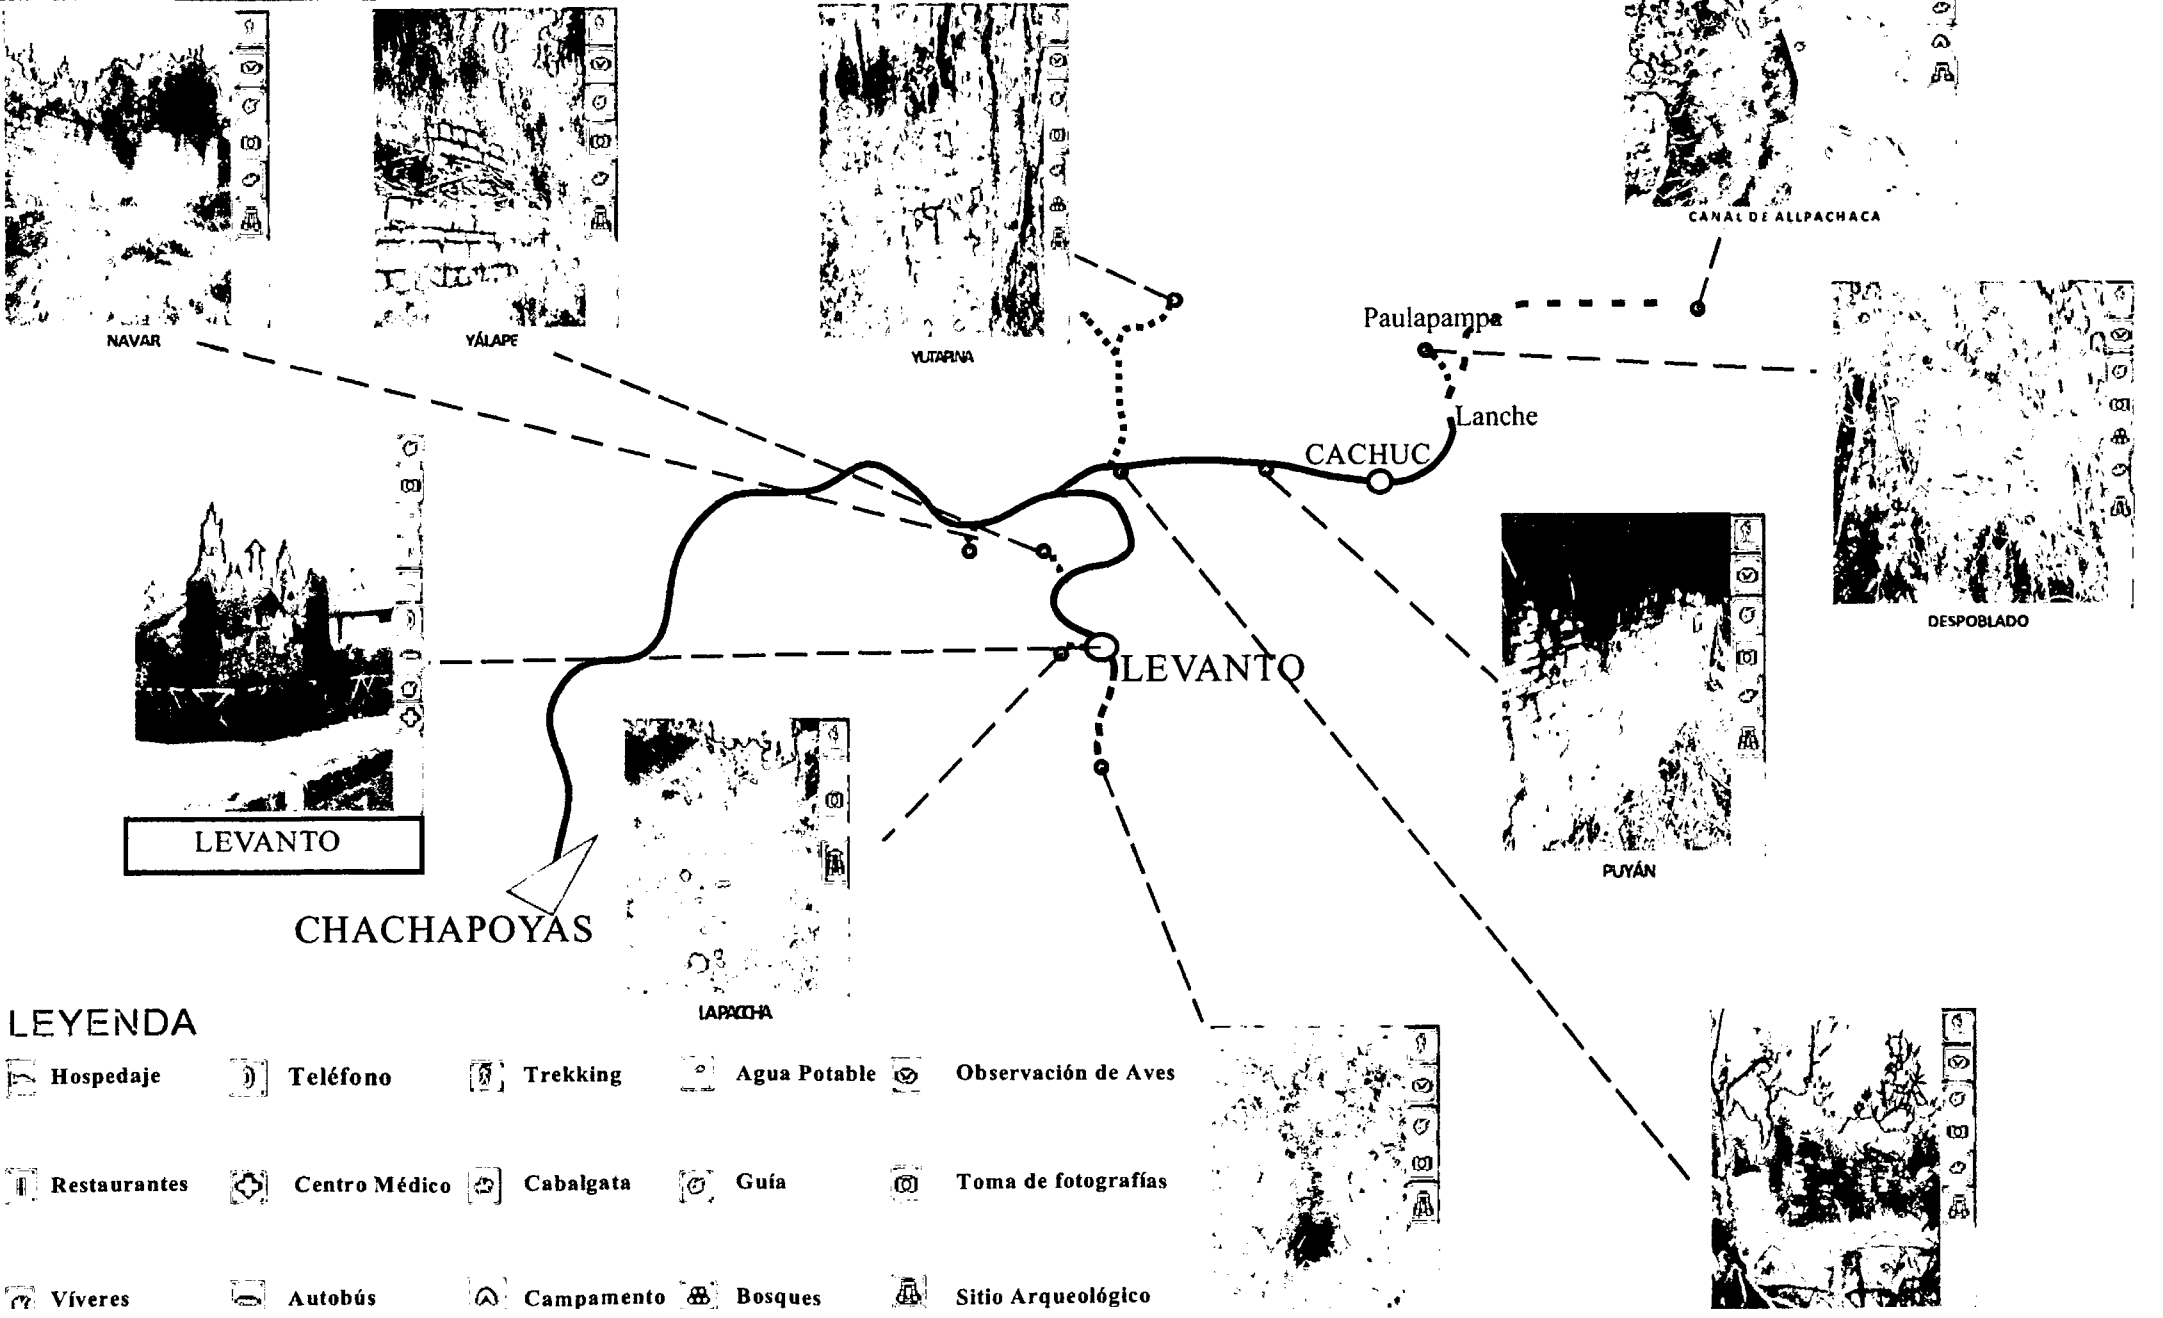 CANAL DE ALLPACHACA
NAVAR
YÁLAPE
YUTAPINA
Paulapampa
Lanche
CACHUC
DESPOBLADO
LEVANTO
LEVANTO
PUYÁN
CHACHAPOYAS
LAPACCHA
LEYENDA
Hospedaje Teléfono Trekking Agua Potable Observación de Aves
Restaurantes Centro Médico Cabalgata Guía Toma de fotografías
Víveres Autobús Campamento Bosques Sitio Arqueológico